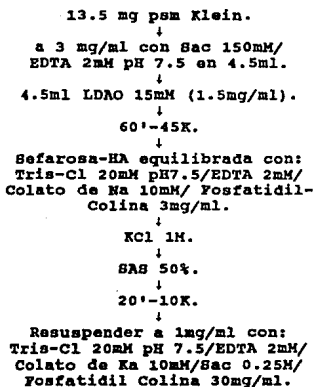 13.5 mg psm Klein.
↓
a 3 mg/ml con Sac 150mM/
EDTA 2mM pH 7.5 en 4.5ml.
↓
4.5ml LDAO 15mM (1.5mg/ml).
↓
60'-45K.
↓
Sefarosa-HA equilibrada con:
Tris-Cl 20mM pH7.5/EDTA 2mM/
Colato de Na 10mM/ Fosfatidil-
Colina 3mg/ml.
↓
KCl 1M.
↓
SAS 50%.
↓
20'-10K.
↓
Resuspender a 1mg/ml con:
Tris-Cl 20mM pH 7.5/EDTA 2mM/
Colato de Na 10mM/Sac 0.25M/
Fosfatidil Colina 30mg/ml.